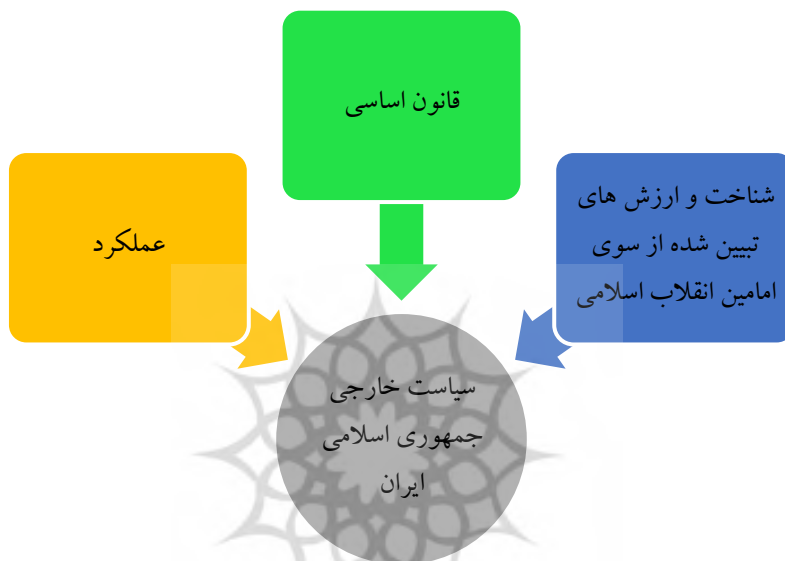 قانون اساسی
شناخت و ارزش های
تبیین شده از سوی
امامین انقلاب اسلامی
عملکرد
سیاست خارجی
جمهوری اسلامی
ایران